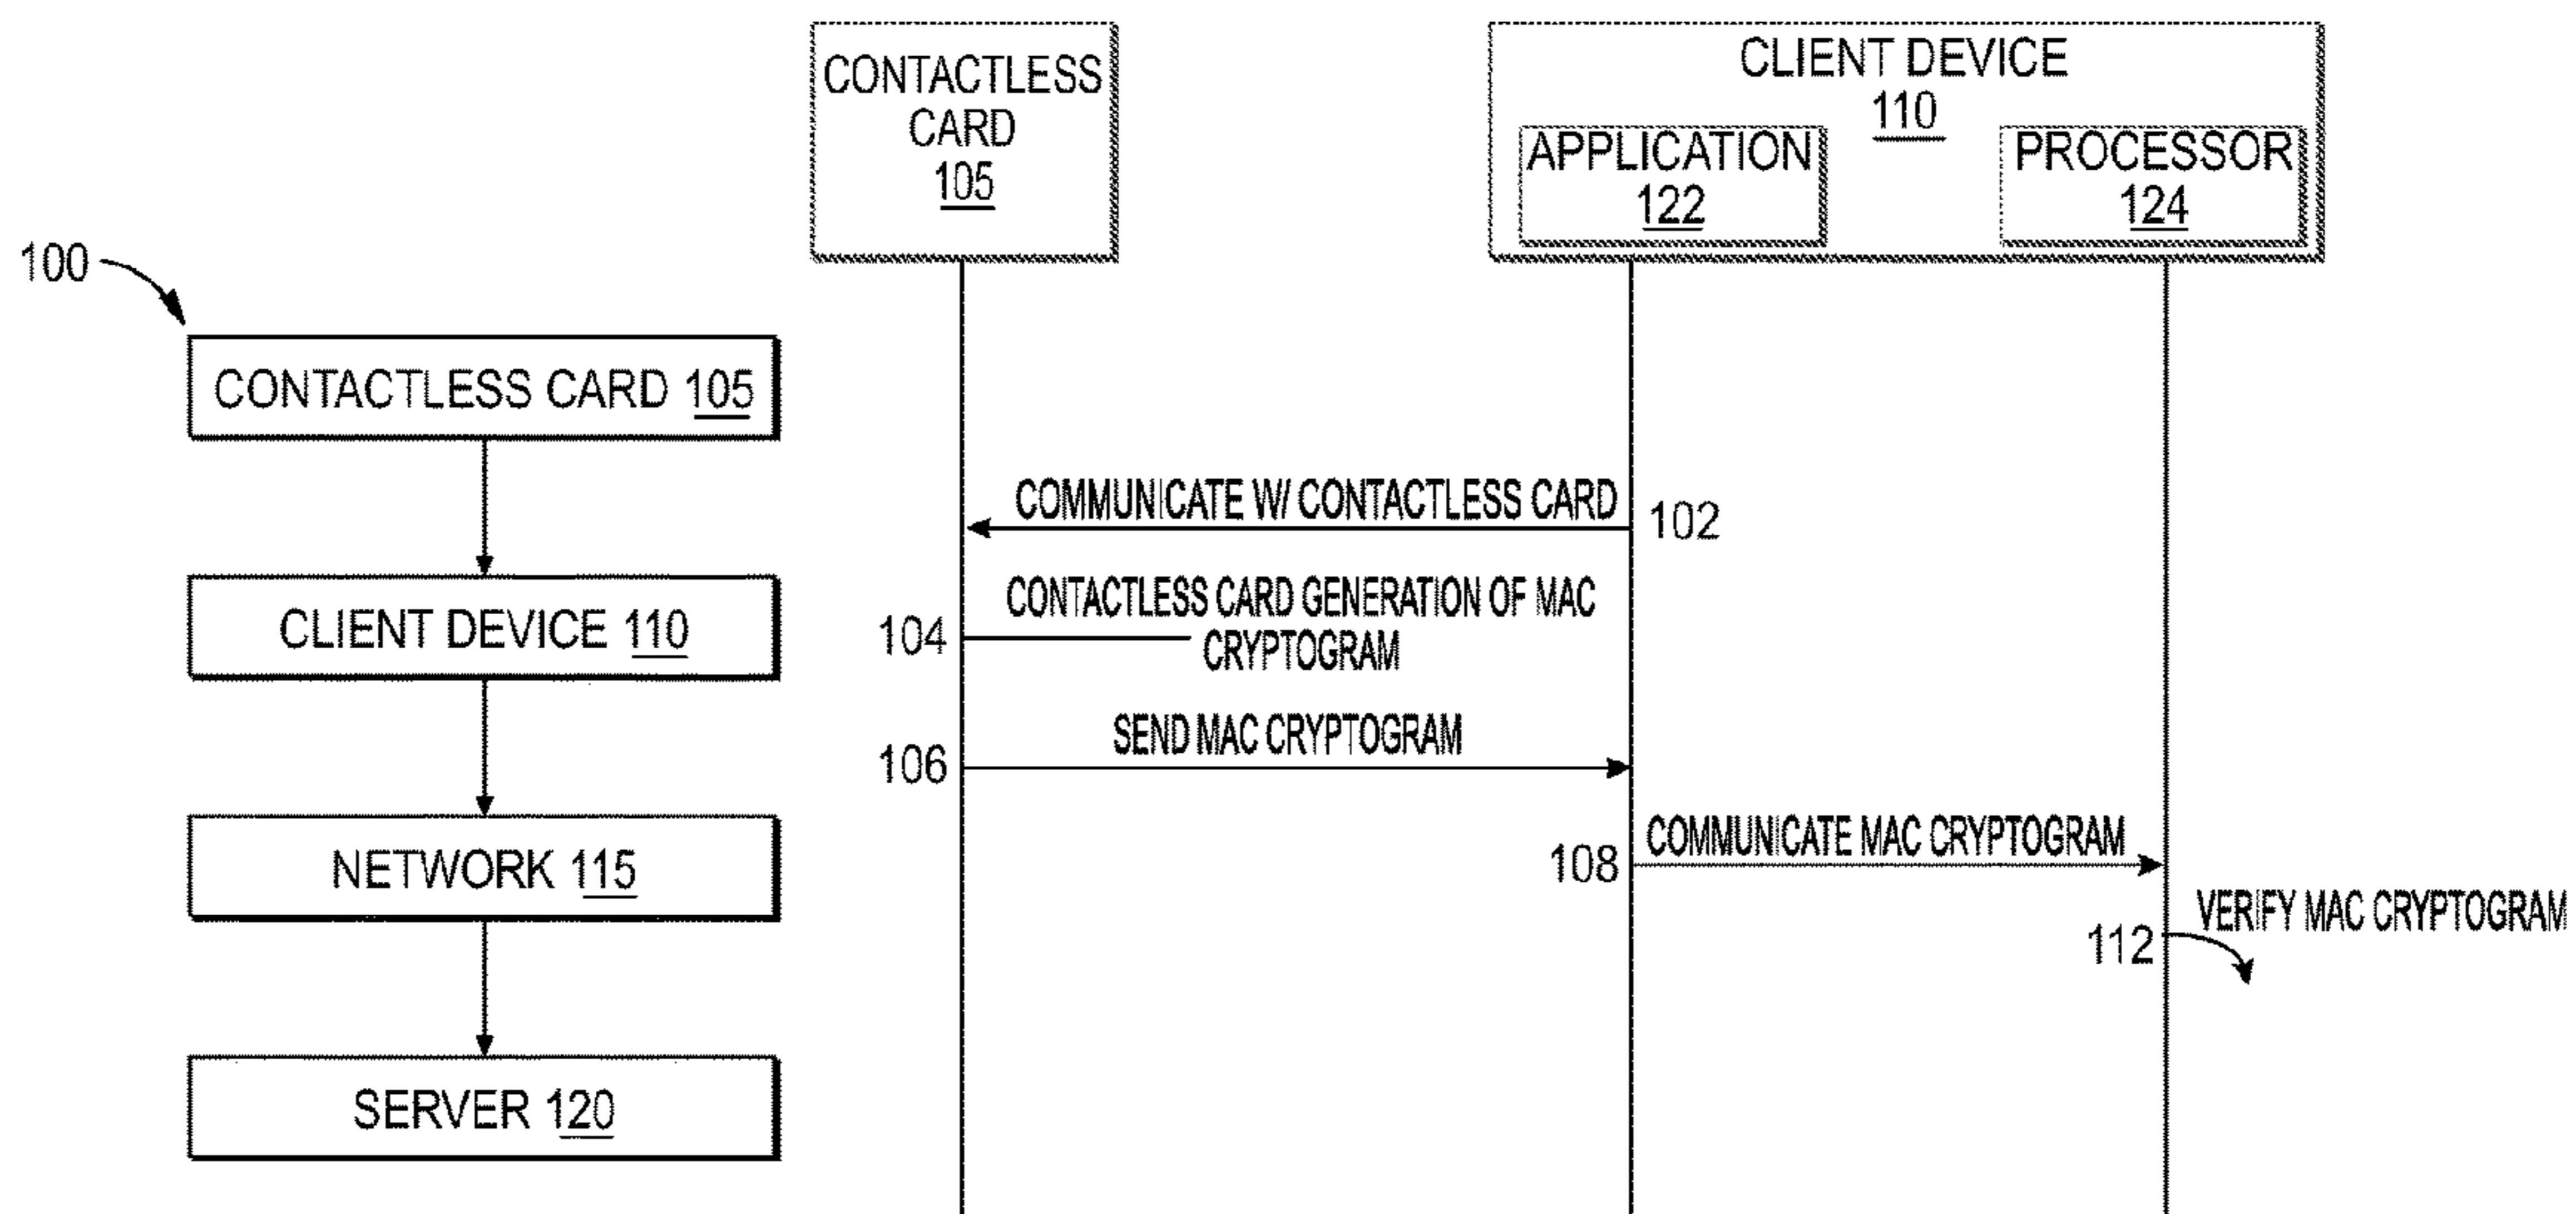 100
CONTACTLESS CARD 105
CLIENT DEVICE 110
NETWORK 115
SERVER 120
CONTACTLESS
CARD
105
CLIENT DEVICE
110
APPLICATION
122
PROCESSOR
124
COMMUNICATE W/ CONTACTLESS CARD
102
CONTACTLESS CARD GENERATION OF MAC
CRYPTOGRAM
104
SEND MAC CRYPTOGRAM
106
COMMUNICATE MAC CRYPTOGRAM
108
VERIFY MAC CRYPTOGRAM
112